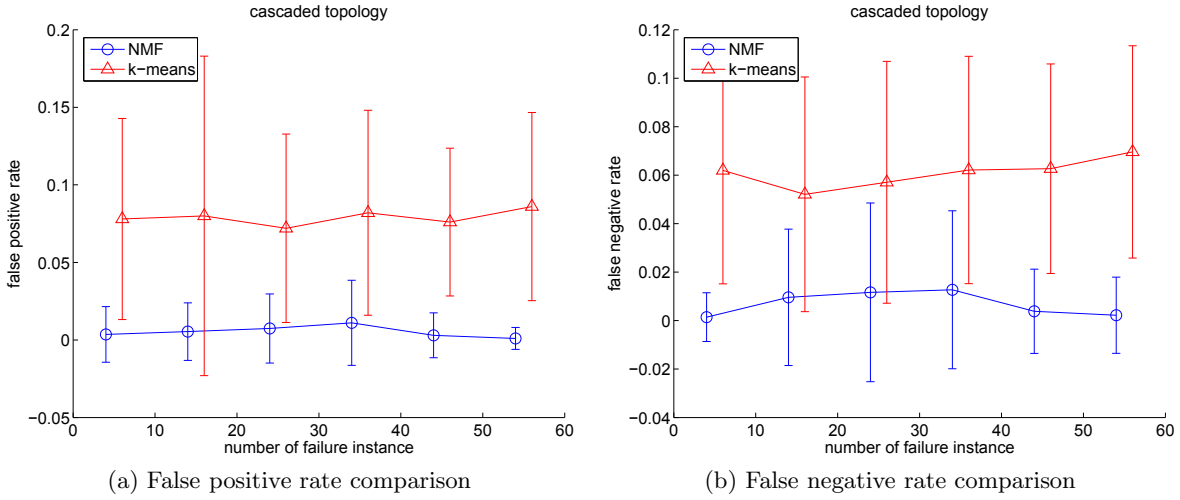 cascaded topology
0.2
0.15
0.1
0.05
0
−0.05
false positive rate
NMF
k−means
0 10 20 30 40 50 60
number of failure instance
(a) False positive rate comparison
cascaded topology
0.12
0.1
0.08
0.06
0.04
0.02
0
−0.02
−0.04
false negative rate
NMF
k−means
0 10 20 30 40 50 60
number of failure instance
(b) False negative rate comparison